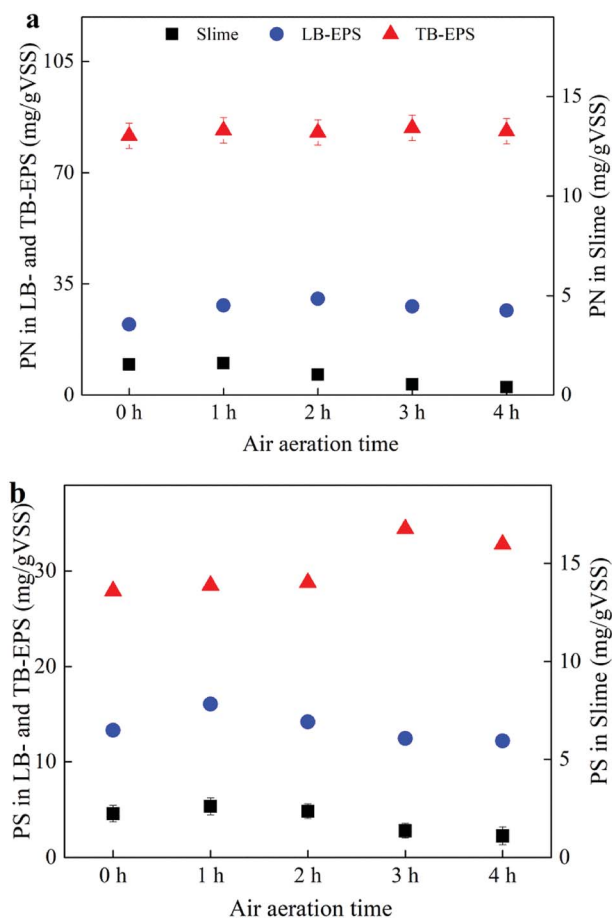 a
Slime LB-EPS TB-EPS
PN in LB- and TB-EPS (mg/gVSS)
105
70
35
0
PN in Slime (mg/gVSS)
15
10
5
0
0 h 1 h 2 h 3 h 4 h
Air aeration time
b
PS in LB- and TB-EPS (mg/gVSS)
30
20
10
0
PS in Slime (mg/gVSS)
15
10
5
0
0 h 1 h 2 h 3 h 4 h
Air aeration time